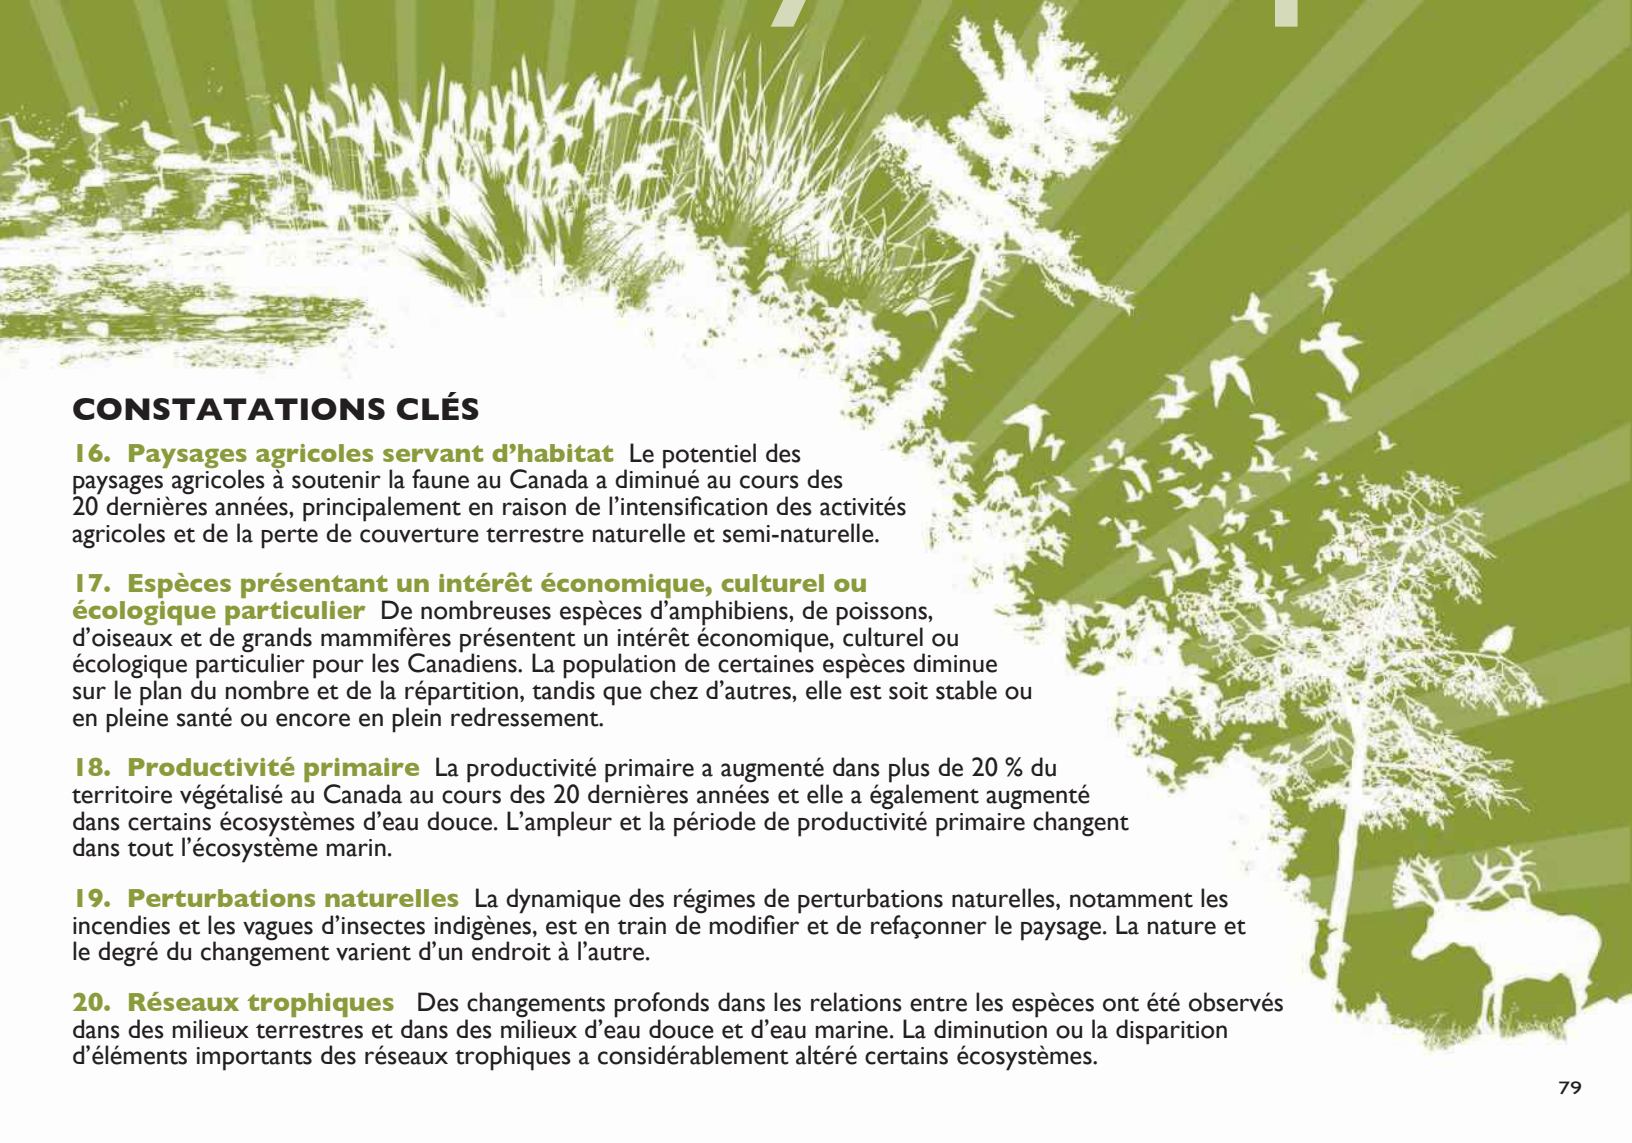 CONSTATATIONS CLÉS
16. Paysages agricoles servant d’habitat Le potentiel des
paysages agricoles à soutenir la faune au Canada a diminué au cours des
20 dernières années, principalement en raison de l’intensification des activités
agricoles et de la perte de couverture terrestre naturelle et semi-naturelle.
17. Espèces présentant un intérêt économique, culturel ou
écologique particulier De nombreuses espèces d’amphibiens, de poissons,
d’oiseaux et de grands mammifères présentent un intérêt économique, culturel ou
écologique particulier pour les Canadiens. La population de certaines espèces diminue
sur le plan du nombre et de la répartition, tandis que chez d’autres, elle est soit stable ou
en pleine santé ou encore en plein redressement.
18. Productivité primaire La productivité primaire a augmenté dans plus de 20 % du
territoire végétalisé au Canada au cours des 20 dernières années et elle a également augmenté
dans certains écosystèmes d’eau douce. L’ampleur et la période de productivité primaire changent
dans tout l’écosystème marin.
19. Perturbations naturelles La dynamique des régimes de perturbations naturelles, notamment les
incendies et les vagues d’insectes indigènes, est en train de modifier et de refaçonner le paysage. La nature et
le degré du changement varient d’un endroit à l’autre.
20. Réseaux trophiques Des changements profonds dans les relations entre les espèces ont été observés
dans des milieux terrestres et dans des milieux d’eau douce et d’eau marine. La diminution ou la disparition
d’éléments importants des réseaux trophiques a considérablement altéré certains écosystèmes.
79